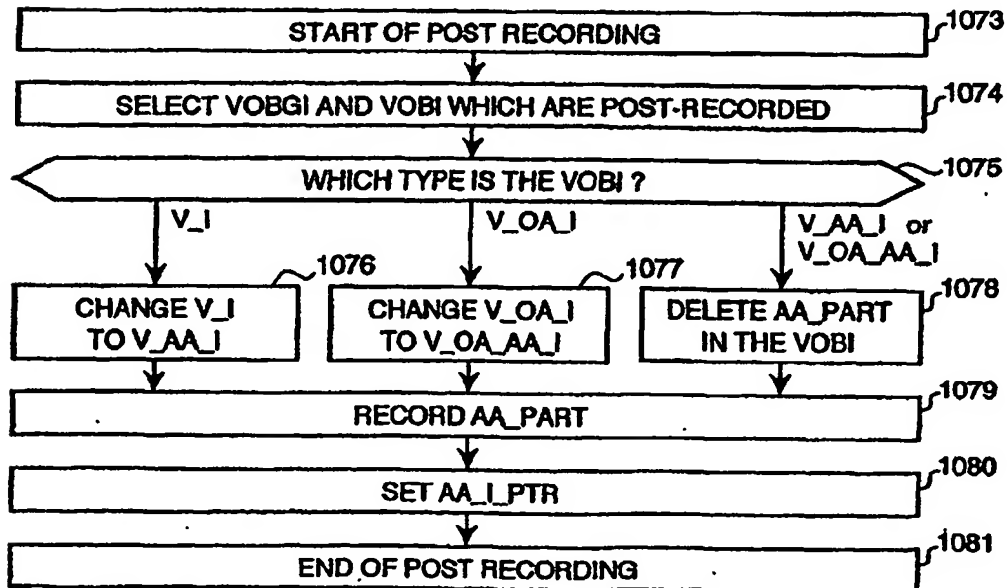 START OF POST RECORDING
1073
SELECT VOBGI AND VOBI WHICH ARE POST-RECORDED
1074
WHICH TYPE IS THE VOBI ?
1075
V_I
V_OA_I
V_AA_I or
V_OA_AA_I
1076
1077
1078
CHANGE V_I
TO V_AA_I
CHANGE V_OA_I
TO V_OA_AA_I
DELETE AA_PART
IN THE VOBI
RECORD AA_PART
1079
SET AA_I_PTR
1080
END OF POST RECORDING
1081